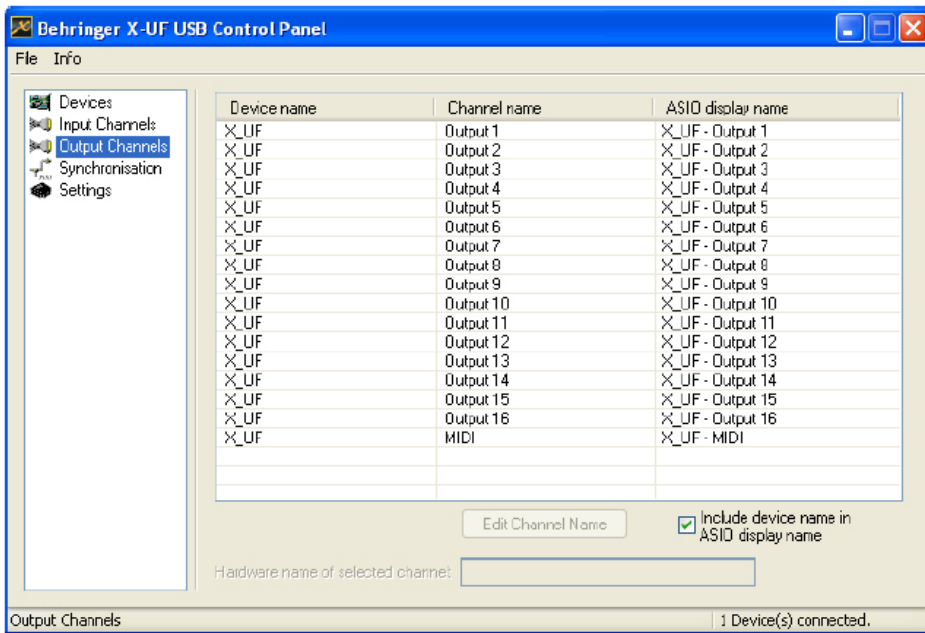 Behringer X-UF USB Control Panel
File Info
Devices
Input Channels
Output Channels
Synchronisation
Settings
Device name Channel name ASIO display name
X_UF Output 1 X_UF - Output 1
X_UF Output 2 X_UF - Output 2
X_UF Output 3 X_UF - Output 3
X_UF Output 4 X_UF - Output 4
X_UF Output 5 X_UF - Output 5
X_UF Output 6 X_UF - Output 6
X_UF Output 7 X_UF - Output 7
X_UF Output 8 X_UF - Output 8
X_UF Output 9 X_UF - Output 9
X_UF Output 10 X_UF - Output 10
X_UF Output 11 X_UF - Output 11
X_UF Output 12 X_UF - Output 12
X_UF Output 13 X_UF - Output 13
X_UF Output 14 X_UF - Output 14
X_UF Output 15 X_UF - Output 15
X_UF Output 16 X_UF - Output 16
X_UF MIDI X_UF - MIDI
Edit Channel Name
Include device name in
ASIO display name
Hardware name of selected channel
Output Channels 1 Device(s) connected.